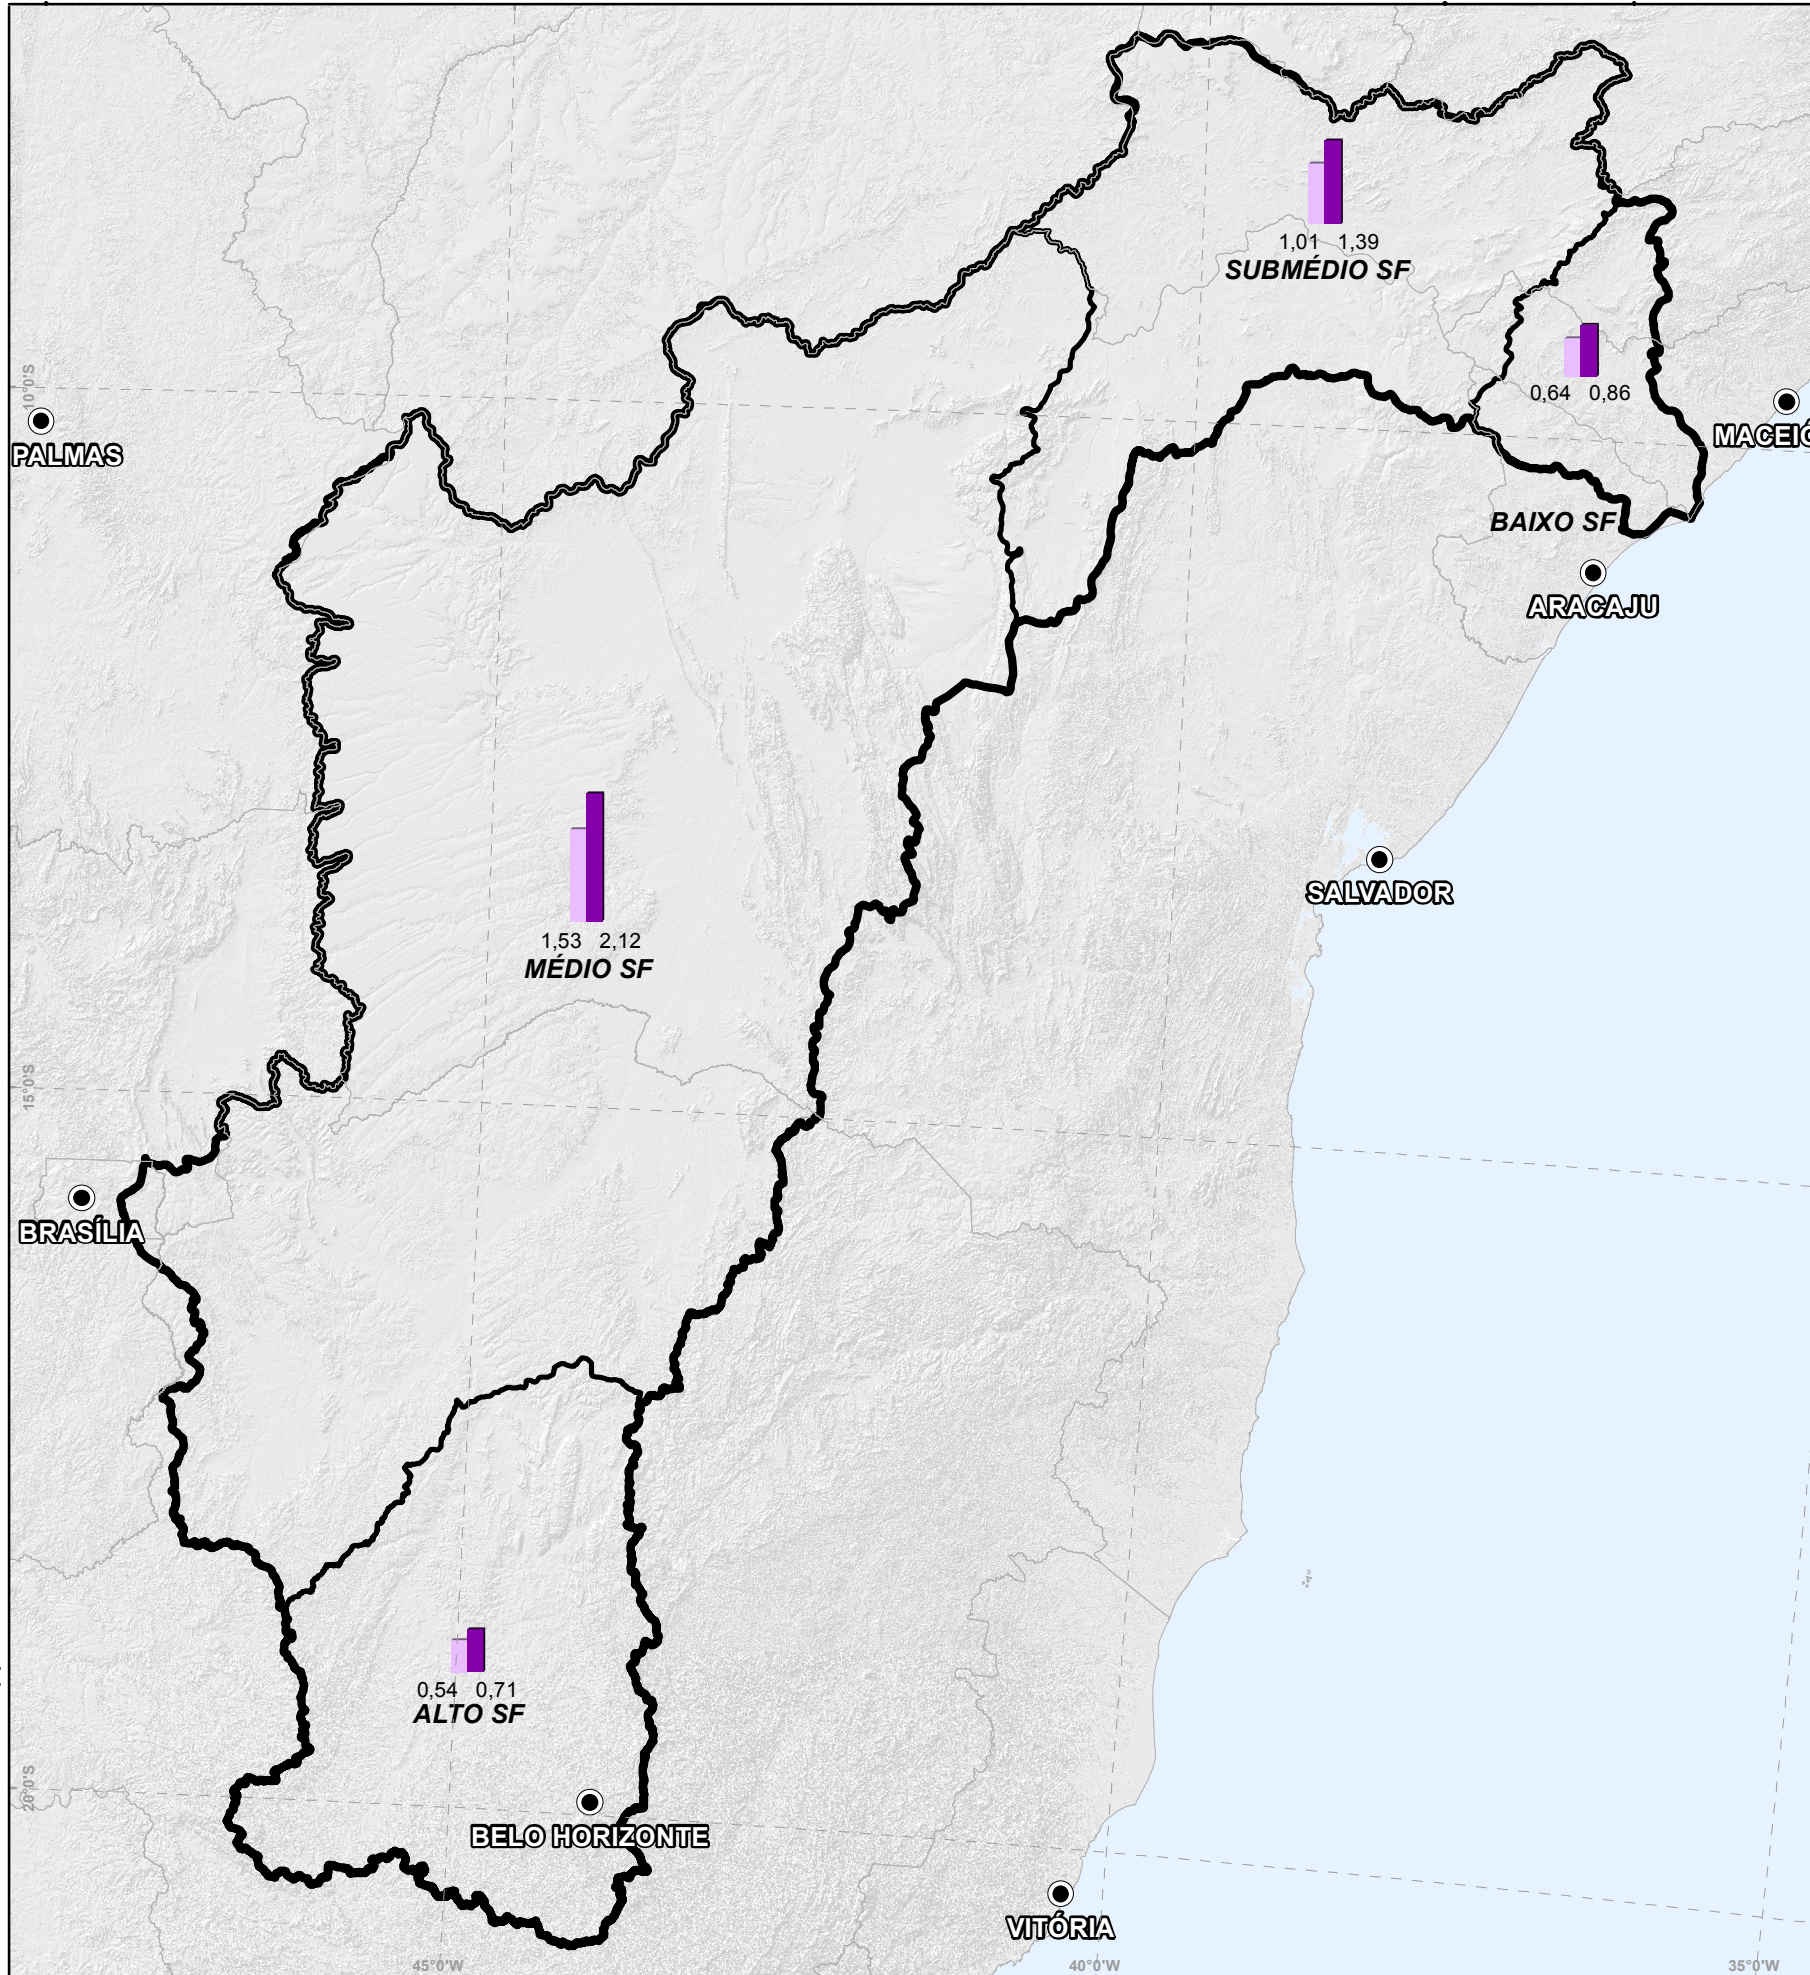 1,01 1,39
SUBMÉDIO SF
10°0'S
0,64 0,86
PALMAS
MACEIÓ
BAIXO SF
ARACAJU
SALVADOR
1,53 2,12
MÉDIO SF
15°0'S
BRASÍLIA
0,54 0,71
ALTO SF
20°0'S
BELO HORIZONTE
VITÓRIA
45°0'W
40°0'W
35°0'W